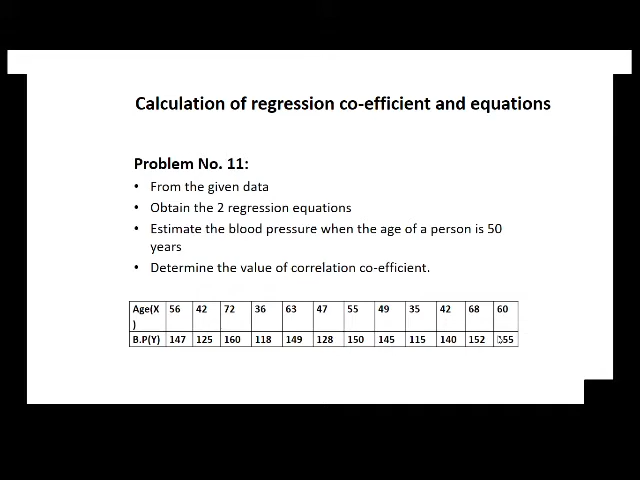 Calculation of regression co-efficient and equations
Problem No. 11:
• From the given data
• Obtain the 2 regression equations
• Estimate the blood pressure when the age of a person is 50
years
• Determine the value of correlation co-efficient.
Age(X 56 42 72 36 63 47 55 49 35 42 68 60
)
B.P(Y) 147 125 160 118 149 128 150 145 115 140 152